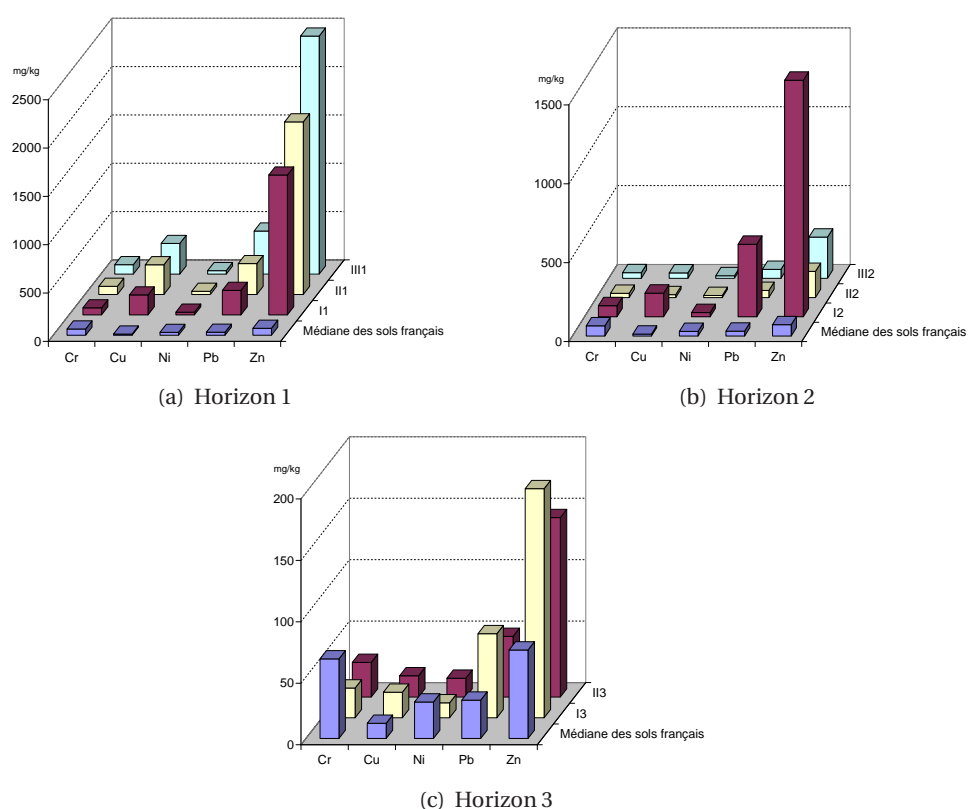 mg/kg
2500
2000
1500
1000
500
0
Cr Cu Ni Pb Zn
III1
II1
I1
Médiane des sols français
(a) Horizon 1
mg/kg
1500
1000
500
0
Cr Cu Ni Pb Zn
III2
II2
I2
Médiane des sols français
(b) Horizon 2
mg/kg
200
150
100
50
0
Cr Cu Ni Pb Zn
II3
I3
Médiane des sols français
(c) Horizon 3